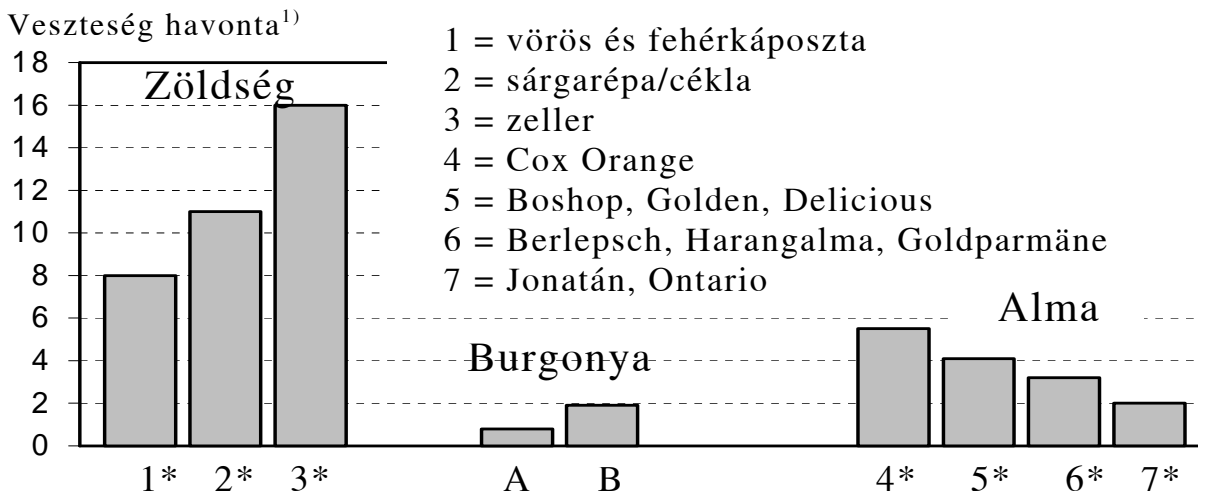 Veszteség havonta1)
1 = vörös és fehérkáposzta
2 = sárgarépa/cékla
3 = zeller
4 = Cox Orange
5 = Boshop, Golden, Delicious
6 = Berlepsch, Harangalma, Goldparmäne
7 = Jonatán, Ontario
Zöldség
Burgonya
Alma
18
16
14
12
10
8
6
4
2
0
1* 2* 3* A B 4* 5* 6* 7*